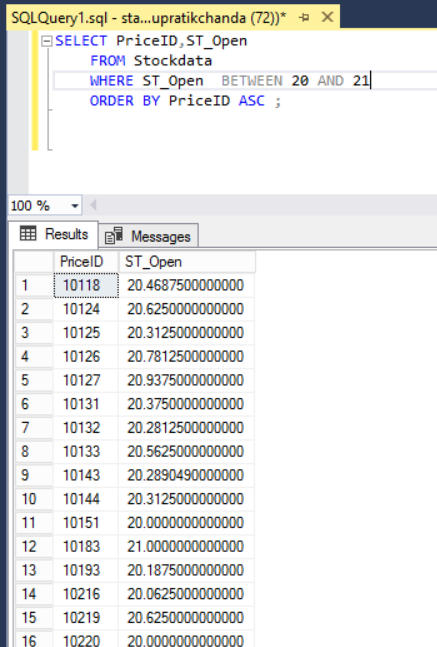 SQLQuery1.sql - sta...upratikchanda (72))*
SELECT PriceID,ST_Open
FROM Stockdata
WHERE ST_Open  BETWEEN 20 AND 21
ORDER BY PriceID ASC ;
100 %
Results Messages
PriceID ST_Open
1 10118 20.4687500000000
2 10124 20.6250000000000
3 10125 20.3125000000000
4 10126 20.7812500000000
5 10127 20.9375000000000
6 10131 20.3750000000000
7 10132 20.2812500000000
8 10133 20.5625000000000
9 10143 20.2890490000000
10 10144 20.3125000000000
11 10151 20.0000000000000
12 10183 21.0000000000000
13 10193 20.1875000000000
14 10216 20.0625000000000
15 10219 20.6250000000000
16 10220 20.0000000000000